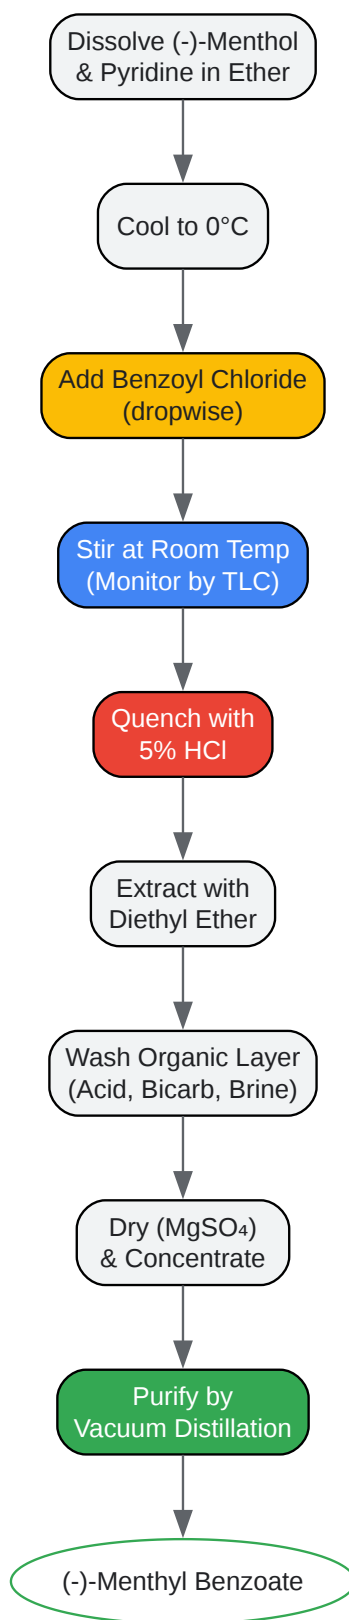 Dissolve (-)-Menthol
& Pyridine in Ether
Cool to 0°C
Add Benzoyl Chloride
(dropwise)
Stir at Room Temp
(Monitor by TLC)
Quench with
5% HCl
Extract with
Diethyl Ether
Wash Organic Layer
(Acid, Bicarb, Brine)
Dry (MgSO₄)
& Concentrate
Purify by
Vacuum Distillation
(-)-Menthyl Benzoate